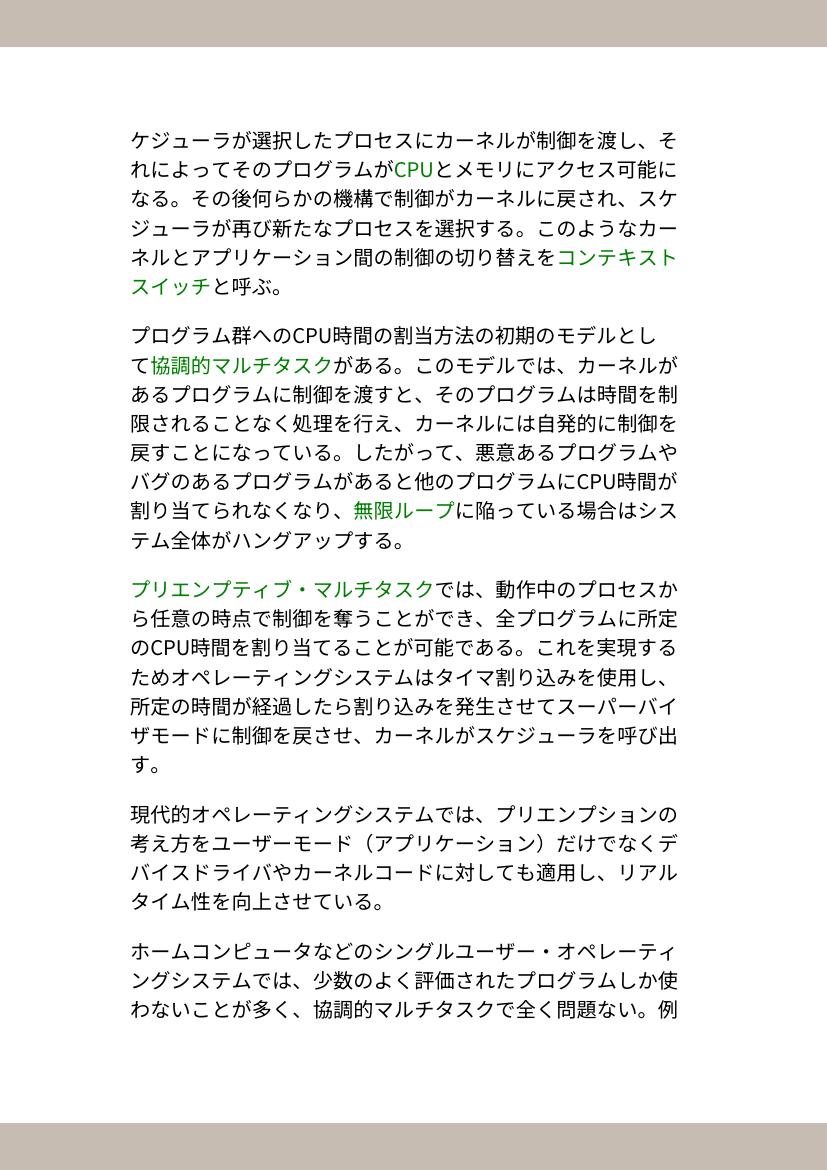 ケジューラが選択したプロセスにカーネルが制御を渡し、そ
れによってそのプログラムがCPUとメモリにアクセス可能に
なる。その後何らかの機構で制御がカーネルに戻され、スケ
ジューラが再び新たなプロセスを選択する。このようなカー
ネルとアプリケーション間の制御の切り替えをコンテキスト
スイッチと呼ぶ。
プログラム群へのCPU時間の割当方法の初期のモデルとし
て協調的マルチタスクがある。このモデルでは、カーネルが
あるプログラムに制御を渡すと、そのプログラムは時間を制
限されることなく処理を行え、カーネルには自発的に制御を
戻すことになっている。したがって、悪意あるプログラムや
バグのあるプログラムがあると他のプログラムにCPU時間が
割り当てられなくなり、無限ループに陥っている場合はシス
テム全体がハングアップする。
プリエンプティブ・マルチタスクでは、動作中のプロセスか
ら任意の時点で制御を奪うことができ、全プログラムに所定
のCPU時間を割り当てることが可能である。これを実現する
ためオペレーティングシステムはタイマ割り込みを使用し、
所定の時間が経過したら割り込みを発生させてスーパーバイ
ザモードに制御を戻させ、カーネルがスケジューラを呼び出
す。
現代的オペレーティングシステムでは、プリエンプションの
考え方をユーザーモード（アプリケーション）だけでなくデ
バイスドライバやカーネルコードに対しても適用し、リアル
タイム性を向上させている。
ホームコンピュータなどのシングルユーザー・オペレーティ
ングシステムでは、少数のよく評価されたプログラムしか使
わないことが多く、協調的マルチタスクで全く問題ない。例